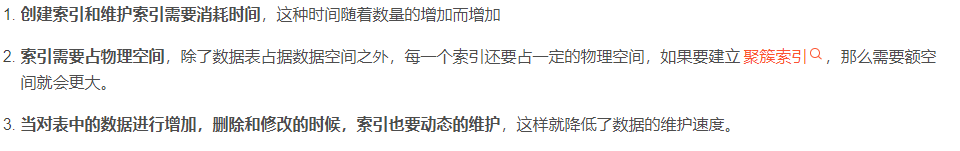 1. 创建索引和维护索引需要消耗时间，这种时间随着数量的增加而增加
2. 索引需要占物理空间，除了数据表占据数据空间之外，每一个索引还要占一定的物理空间，如果要建立聚簇索引，那么需要额空
间就会更大。
3. 当对表中的数据进行增加，删除和修改的时候，索引也要动态的维护，这样就降低了数据的维护速度。